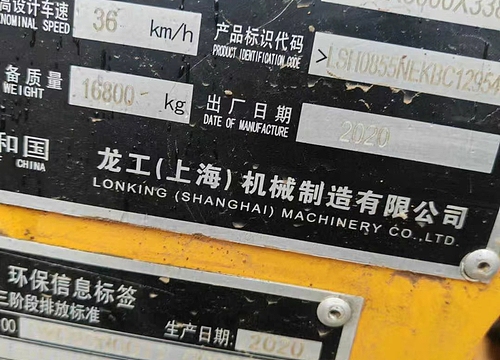 高设计车速 36 km/h
NOMINAL SPEED
产品标识代码
PRODUCT IDENTIFICATION CODE
备质量 16800 kg
WEIGHT
出厂日期 2020
DATE OF MANUFACTURE
和国
CHINA
龙工(上海)机械制造有限公司
LONKING (SHANGHAI) MACHINERY CO.,LTD.
环保信息标签
三阶段排放标准
00
生产日期: 2020